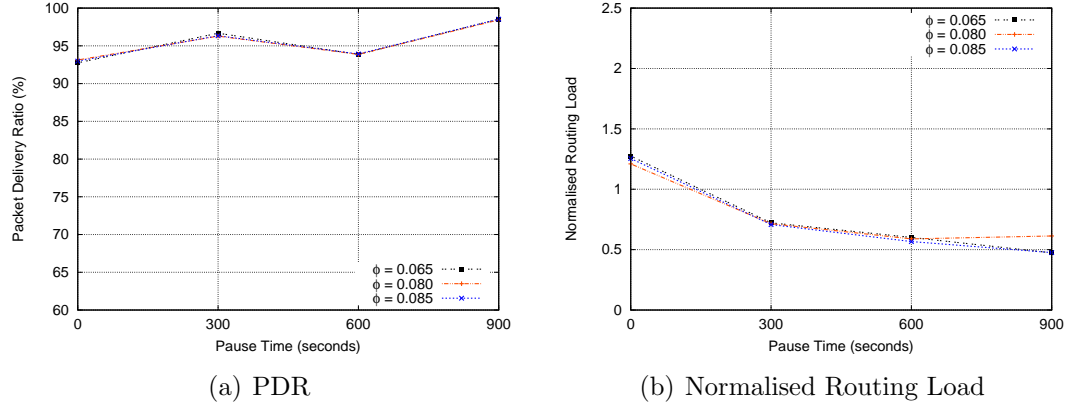 100
95
90
85
80
75
70
65
60
0
300
600
900
Packet Delivery Ratio (%)
Pause Time (seconds)
ϕ = 0.065
ϕ = 0.080
ϕ = 0.085
(a) PDR
2.5
2
1.5
1
0.5
0
0
300
600
900
Normalised Routing Load
Pause Time (seconds)
ϕ = 0.065
ϕ = 0.080
ϕ = 0.085
(b) Normalised Routing Load